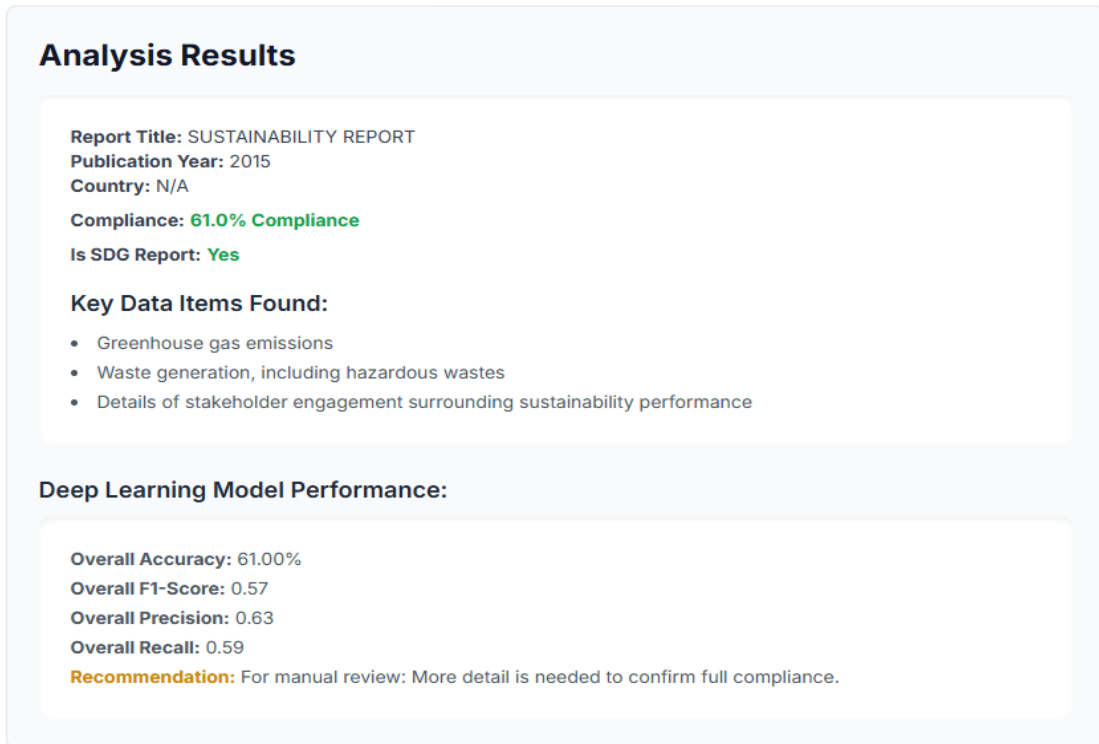 Analysis Results
Report Title: SUSTAINABILITY REPORT
Publication Year: 2015
Country: N/A
Compliance: 61.0% Compliance
Is SDG Report: Yes
Key Data Items Found:
• Greenhouse gas emissions
• Waste generation, including hazardous wastes
• Details of stakeholder engagement surrounding sustainability performance
Deep Learning Model Performance:
Overall Accuracy: 61.00%
Overall F1-Score: 0.57
Overall Precision: 0.63
Overall Recall: 0.59
Recommendation: For manual review: More detail is needed to confirm full compliance.